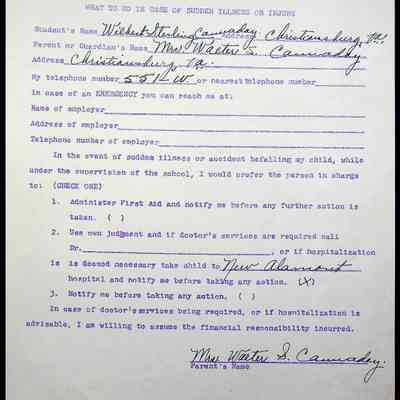 WHAT TO DO IN CASE OF SUDDEN ILLNESS OR INJURY
Student's Name Wilbert Sterling Cannaday Address Christiansburg, Va.
Parent or Guardian's Name Mrs Walter S. Cannaday
Address Christiansburg, Va.
My telephone number 551-W or nearest telephone number
in case of an EMERGENCY you can reach me at:
Name of employer
Address of employer
Telephone number of employer
In the event of sudden illness or accident befalling my child, while
under the supervision of the school, I would prefer the person in charge
to: (CHECK ONE)
1. Administer First Aid and notify me before any further action is
taken. ( )
2. Use own judgment and if doctor's services are required call
Dr. , or if hospitalization
is is deemed necessary take child to New Alamont
hospital and notify me before taking any action. (X)
3. Notify me before taking any action. ( )
In case of doctor's services being required, or if hospitalization is
advisable, I am willing to assume the financial responsibility incurred.
Mrs Walter S. Cannaday.
Parent's Name